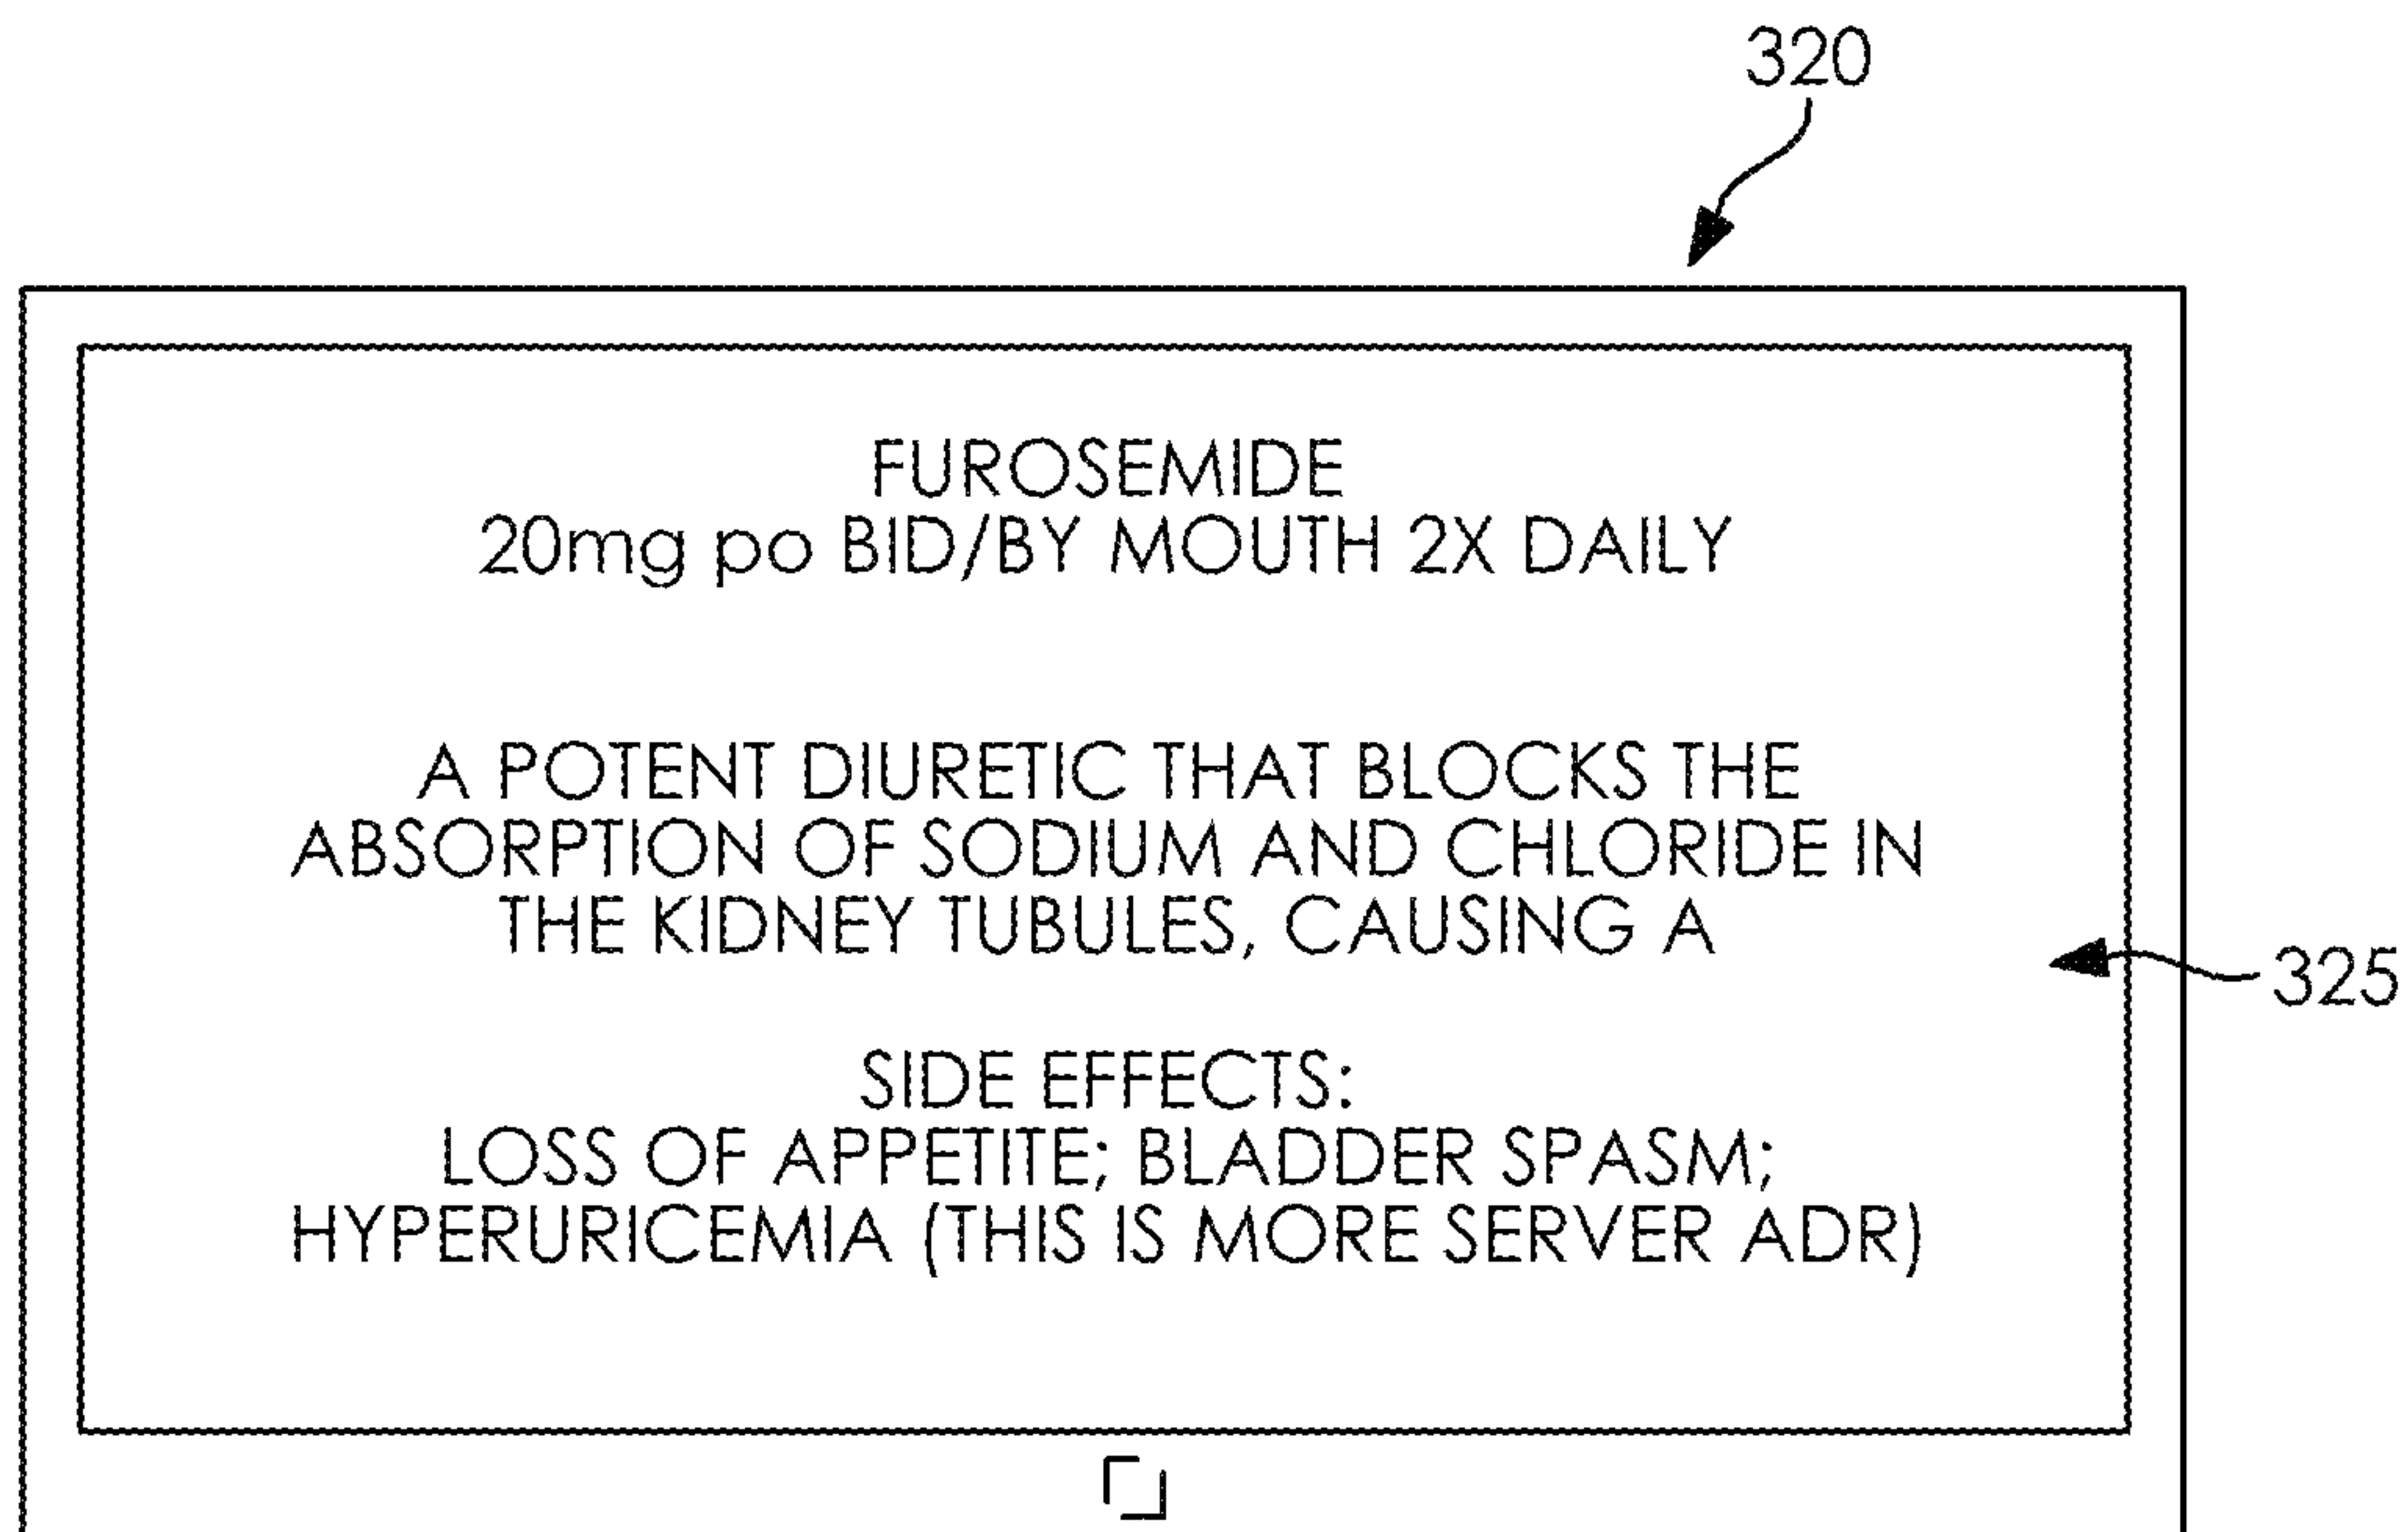 320
FUROSEMIDE
20mg po BID/BY MOUTH 2X DAILY
A POTENT DIURETIC THAT BLOCKS THE
ABSORPTION OF SODIUM AND CHLORIDE IN
THE KIDNEY TUBULES, CAUSING A
325
SIDE EFFECTS:
LOSS OF APPETITE; BLADDER SPASM;
HYPERURICEMIA (THIS IS MORE SERVER ADR)